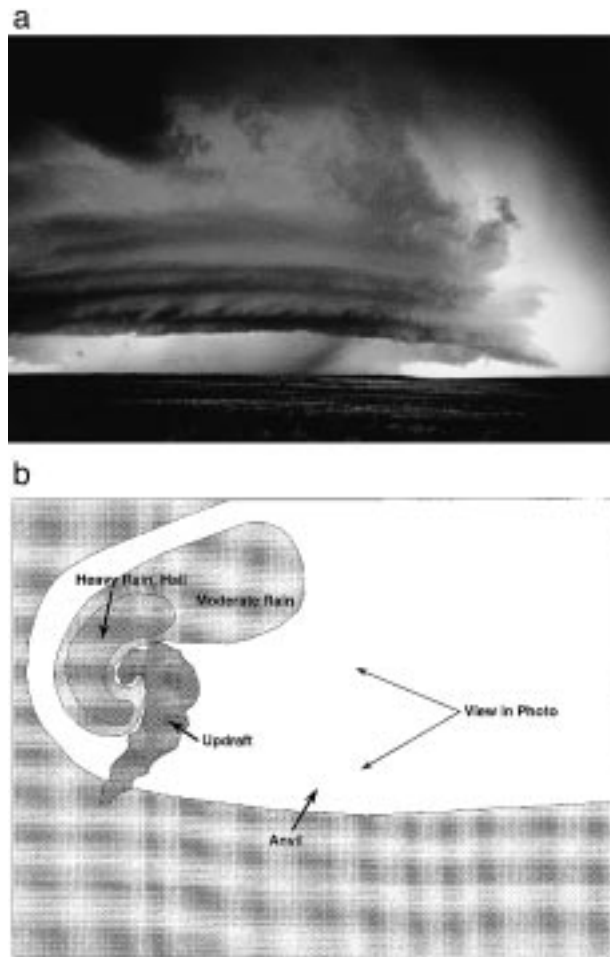 a
b
Heavy Rain, Hail
Moderate Rain
View in Photo
Updraft
Anvil